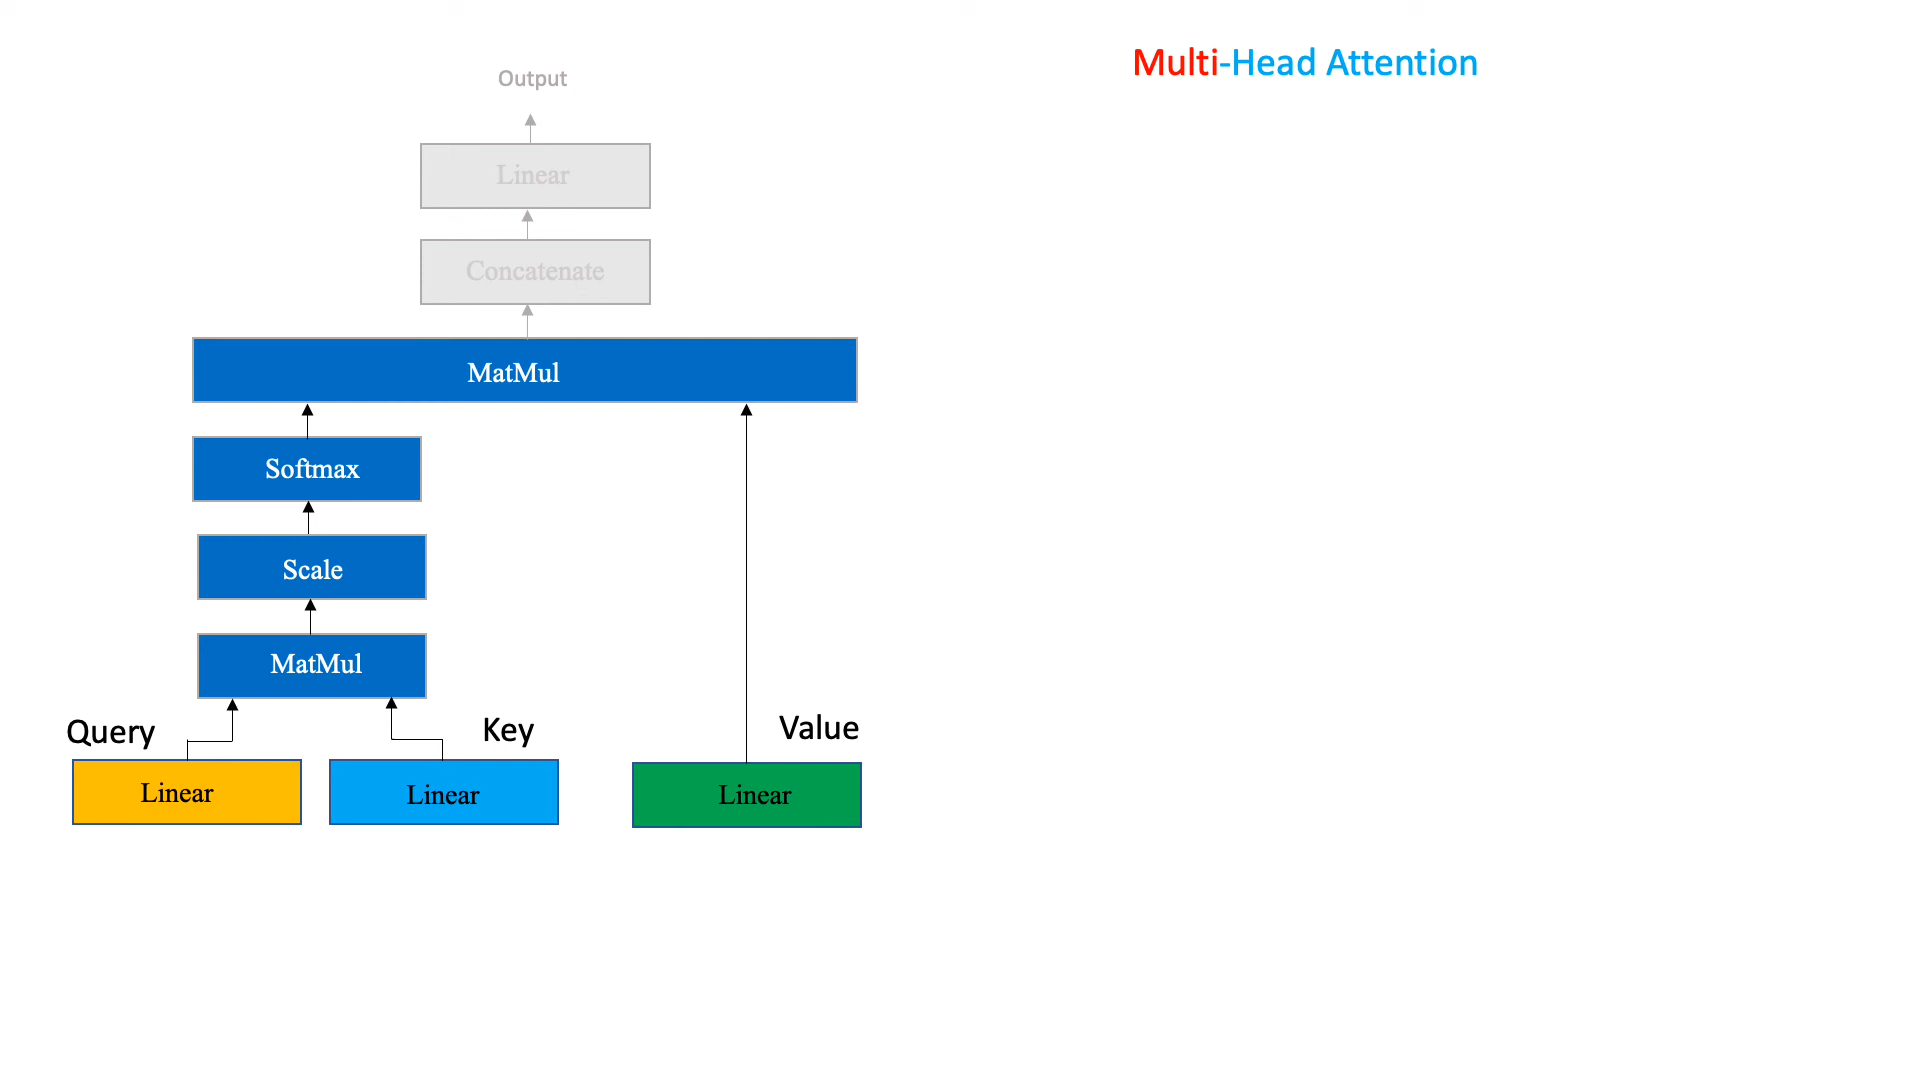 Multi-Head Attention
Output
Linear
Concatenate
MatMul
Softmax
Scale
MatMul
Query
Key
Value
Linear
Linear
Linear